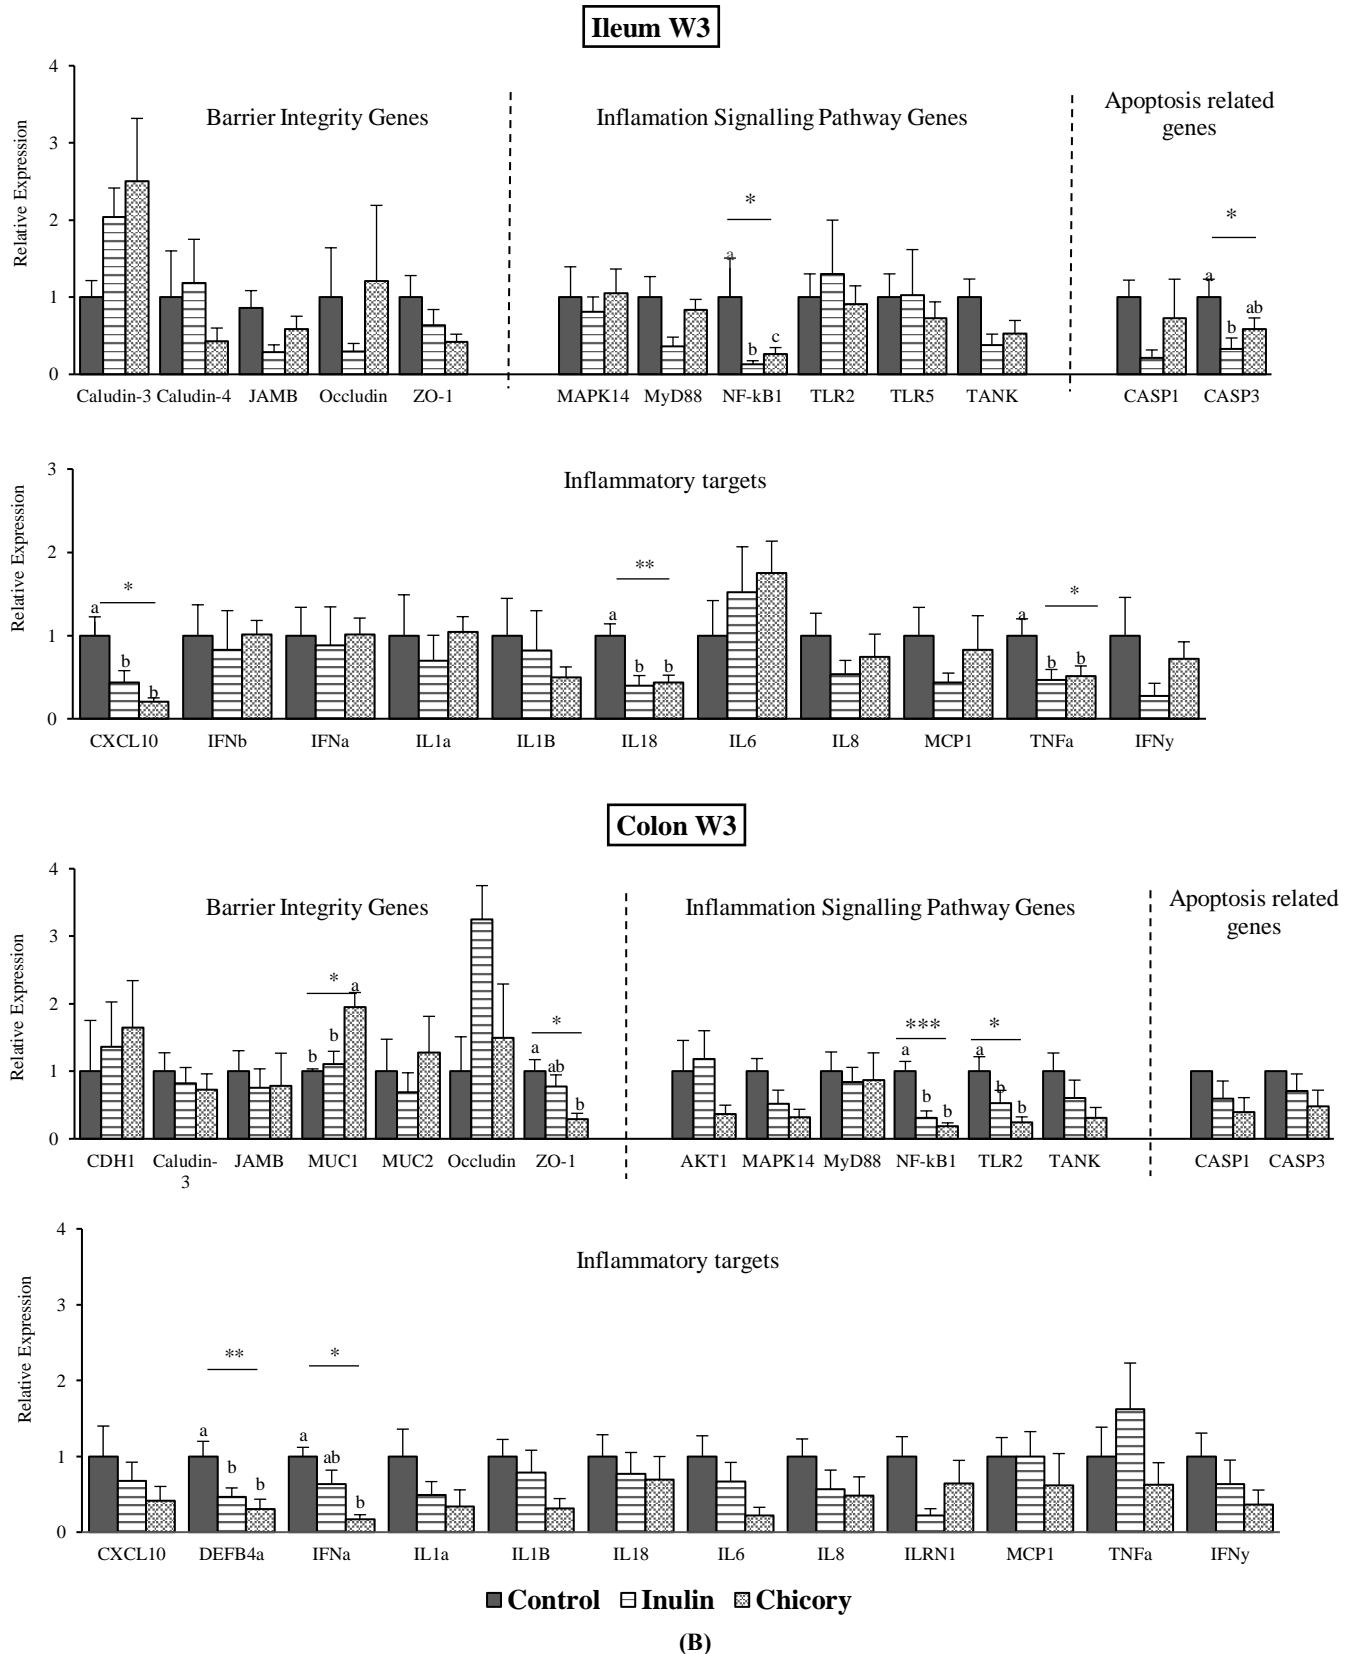 Ileum W3
4
3
2
1
0
Relative Expression
Barrier Integrity Genes
Inflamation Signalling Pathway Genes
Apoptosis related
genes
*
a
b
c
*
a
b
ab
Caludin-3 Caludin-4 JAMB Occludin ZO-1 MAPK14 MyD88 NF-kB1 TLR2 TLR5 TANK CASP1 CASP3
3
2
1
0
Relative Expression
Inflammatory targets
*
a
b
b
**
a
b
b
*
a
b
b
CXCL10 IFNb IFNa IL1a IL1B IL18 IL6 IL8 MCP1 TNFa IFNy
Colon W3
4
3
2
1
0
Relative Expression
Barrier Integrity Genes
Inflammation Signalling Pathway Genes
Apoptosis related
genes
*
b
b
a
*
a
ab
b
***
a
b
b
*
a
b
b
CDH1 Caludin- JAMB MUC1 MUC2 Occludin ZO-1 AKT1 MAPK14 MyD88 NF-kB1 TLR2 TANK CASP1 CASP3
3
4
3
2
1
0
Relative Expression
Inflammatory targets
**
a
b
b
*
a
ab
b
CXCL10 DEFB4a IFNa IL1a IL1B IL18 IL6 IL8 ILRN1 MCP1 TNFa IFNy
Control Inulin Chicory
(B)